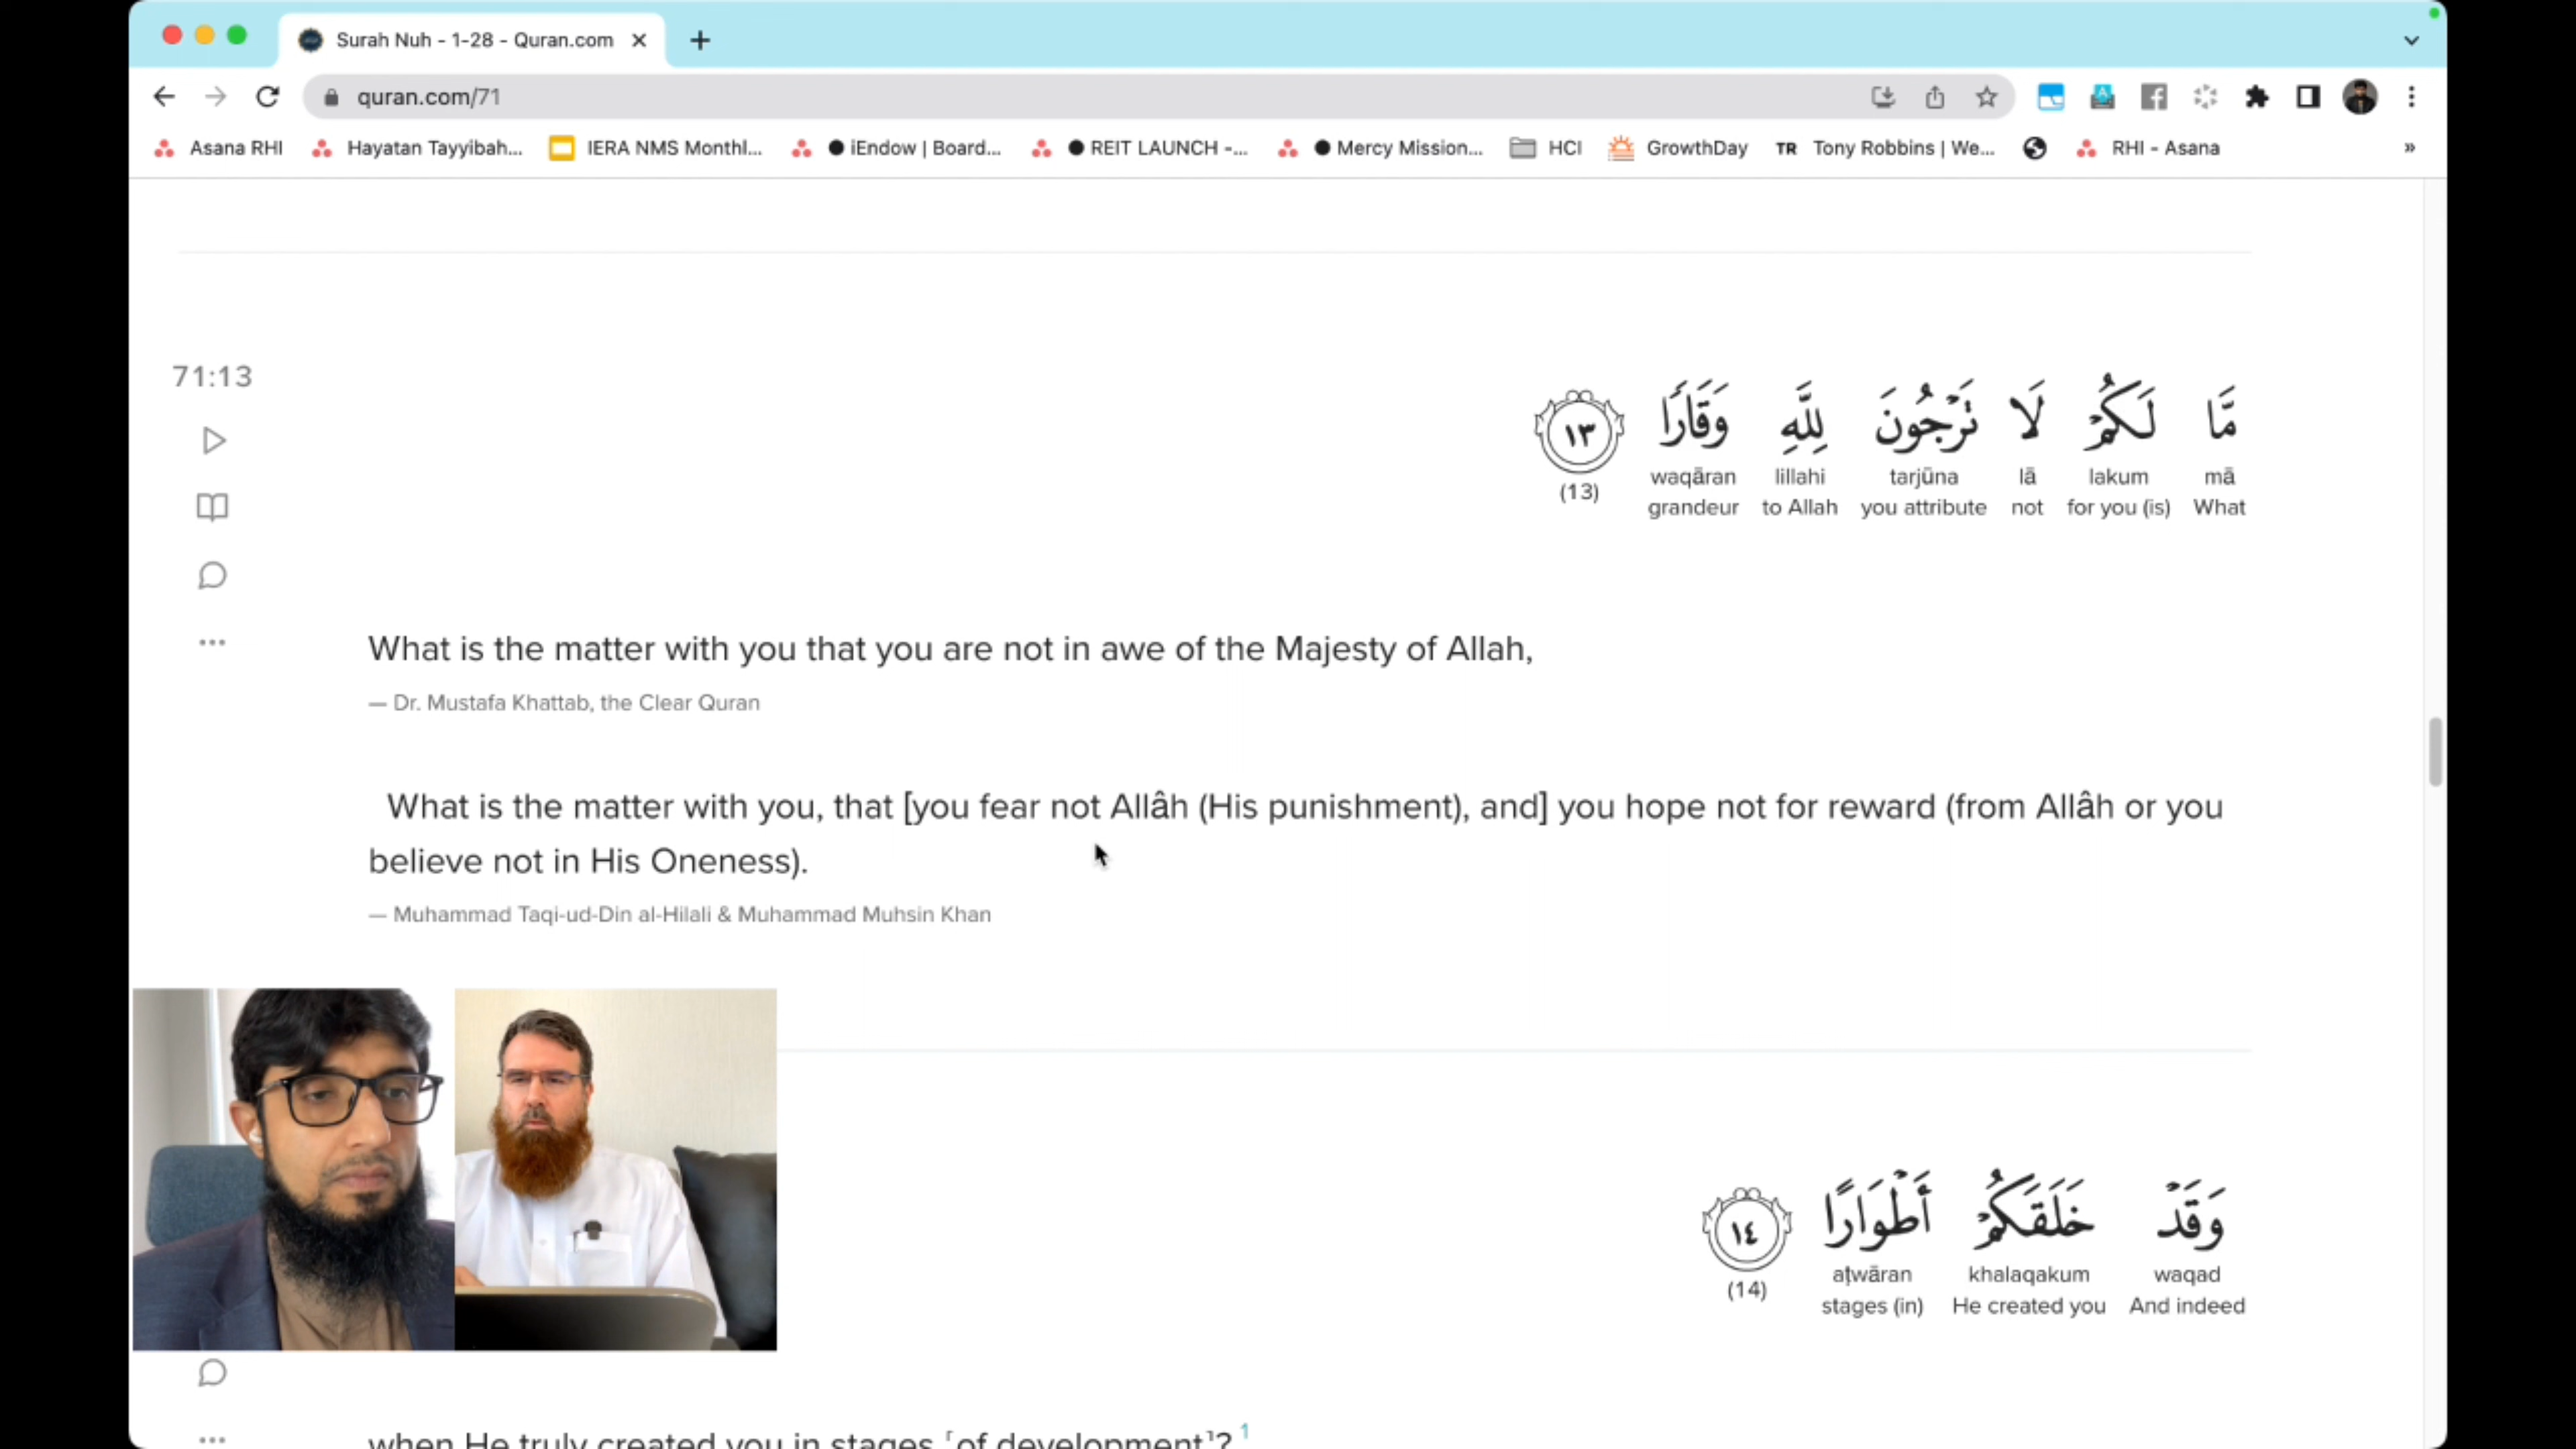 Surah Nuh - 1-28 - Quran.com
quran.com/71
Asana RHI
Hayatan Tayyibah...
IERA NMS Monthl...
iEndow | Board...
REIT LAUNCH -...
Mercy Mission...
HCI
GrowthDay
TR Tony Robbins | We...
RHI - Asana
»
71:13
مَّا لَكُمْ لَا تَرْجُونَ لِلَّهِ وَقَارًا ١٣
(13) waqāran lillahi tarjūna lā lakum mā
grandeur to Allah you attribute not for you (is) What
What is the matter with you that you are not in awe of the Majesty of Allah,
— Dr. Mustafa Khattab, the Clear Quran
What is the matter with you, that [you fear not Allâh (His punishment), and] you hope not for reward (from Allâh or you
believe not in His Oneness).
— Muhammad Taqi-ud-Din al-Hilali & Muhammad Muhsin Khan
وَقَدْ خَلَقَكُمْ أَطْوَارًا ١٤
(14) aṭwāran khalaqakum waqad
stages (in) He created you And indeed
when He truly created you in stages ˹of development˺? 1